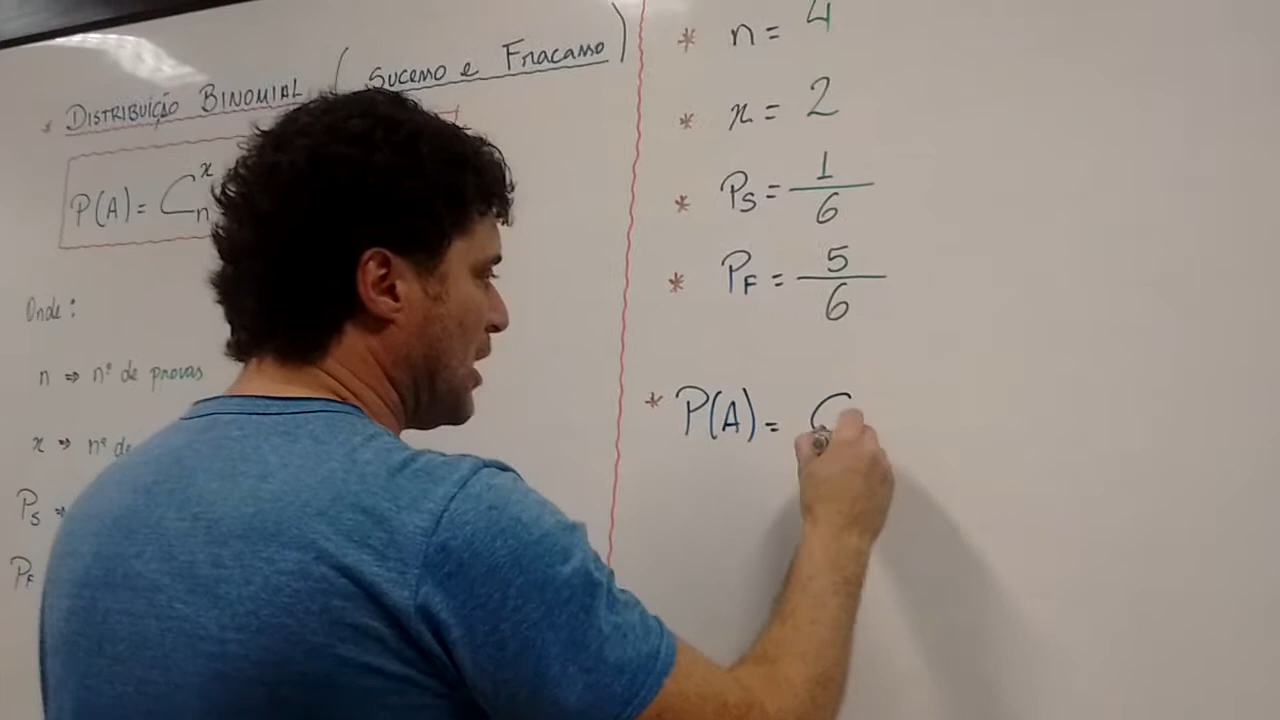 * DISTRIBUIÇÃO BINOMIAL ( Sucesso e Fracasso )
P(A) = C x n
Onde:
n ⇒ nº de provas
x ⇒ nº de
PS ⇒
PF
* n = 4
* x = 2
* PS = 1/6
* PF = 5/6
* P(A) = C